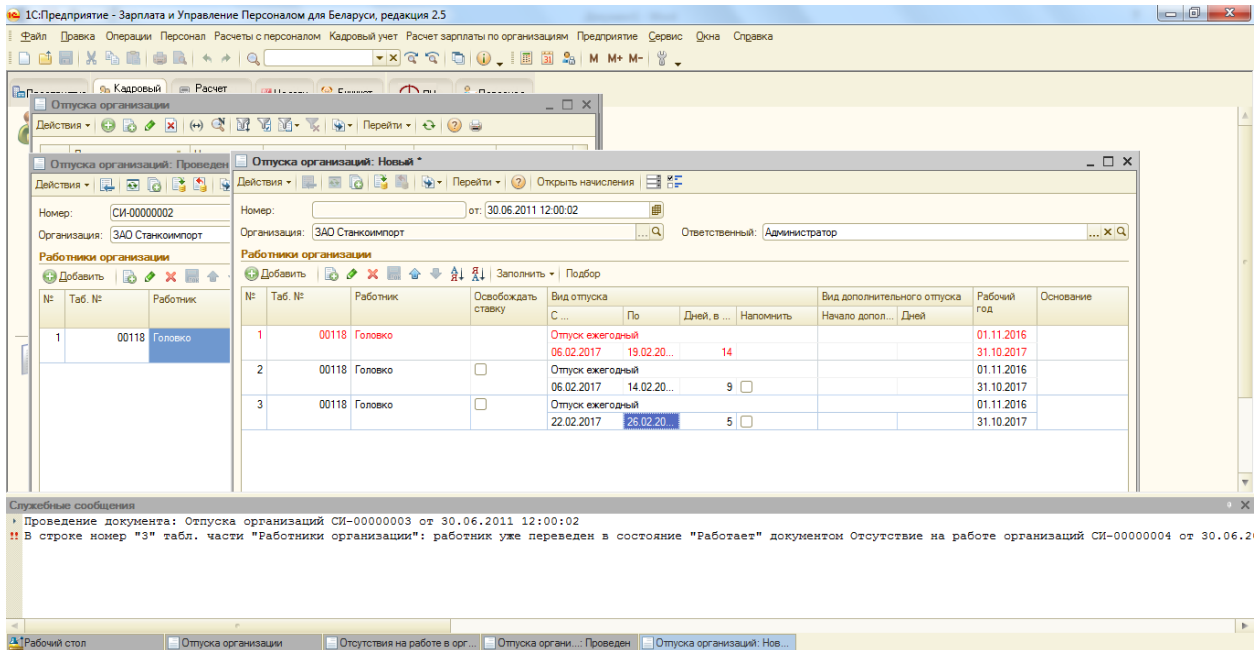 1С:Предприятие - Зарплата и Управление Персоналом для Беларуси, редакция 2.5
Файл Правка Операции Персонал Расчеты с персоналом Кадровый учет Расчет зарплаты по организациям Предприятие Сервис Окна Справка
M M+ M-
Кадровый Расчет
Отпуска организации
Действия Перейти
Отпуска организаций: Проведен
Отпуска организаций: Новый *
Действия
Действия Перейти Открыть начисления
Номер: СИ-00000002
Номер: от: 30.06.2011 12:00:02
Организация: ЗАО Станкоимпорт
Организация: ЗАО Станкоимпорт ... Ответственный: Администратор ...
Работники организации
Работники организации
Добавить
Добавить Заполнить Подбор
№ Таб. № Работник
№ Таб. № Работник Освобождать ставку Вид отпуска Вид дополнительного отпуска Рабочий год Основание
С ... По Дней, в ... Напомнить Начало допол... Дней
1 00118 Головко
1 00118 Головко Отпуск ежегодный 01.11.2016
06.02.2017 19.02.20... 14 31.10.2017
2 00118 Головко Отпуск ежегодный 01.11.2016
06.02.2017 14.02.20... 9 31.10.2017
3 00118 Головко Отпуск ежегодный 01.11.2016
22.02.2017 26.02.20... 5 31.10.2017
Служебные сообщения
Проведение документа: Отпуска организаций СИ-00000003 от 30.06.2011 12:00:02
!! В строке номер "3" табл. части "Работники организации": работник уже переведен в состояние "Работает" документом Отсутствие на работе организаций СИ-00000004 от 30.06.2
Рабочий стол Отпуска организации Отсутствия на работе в орг... Отпуска органи...: Проведен Отпуска организаций: Нов...